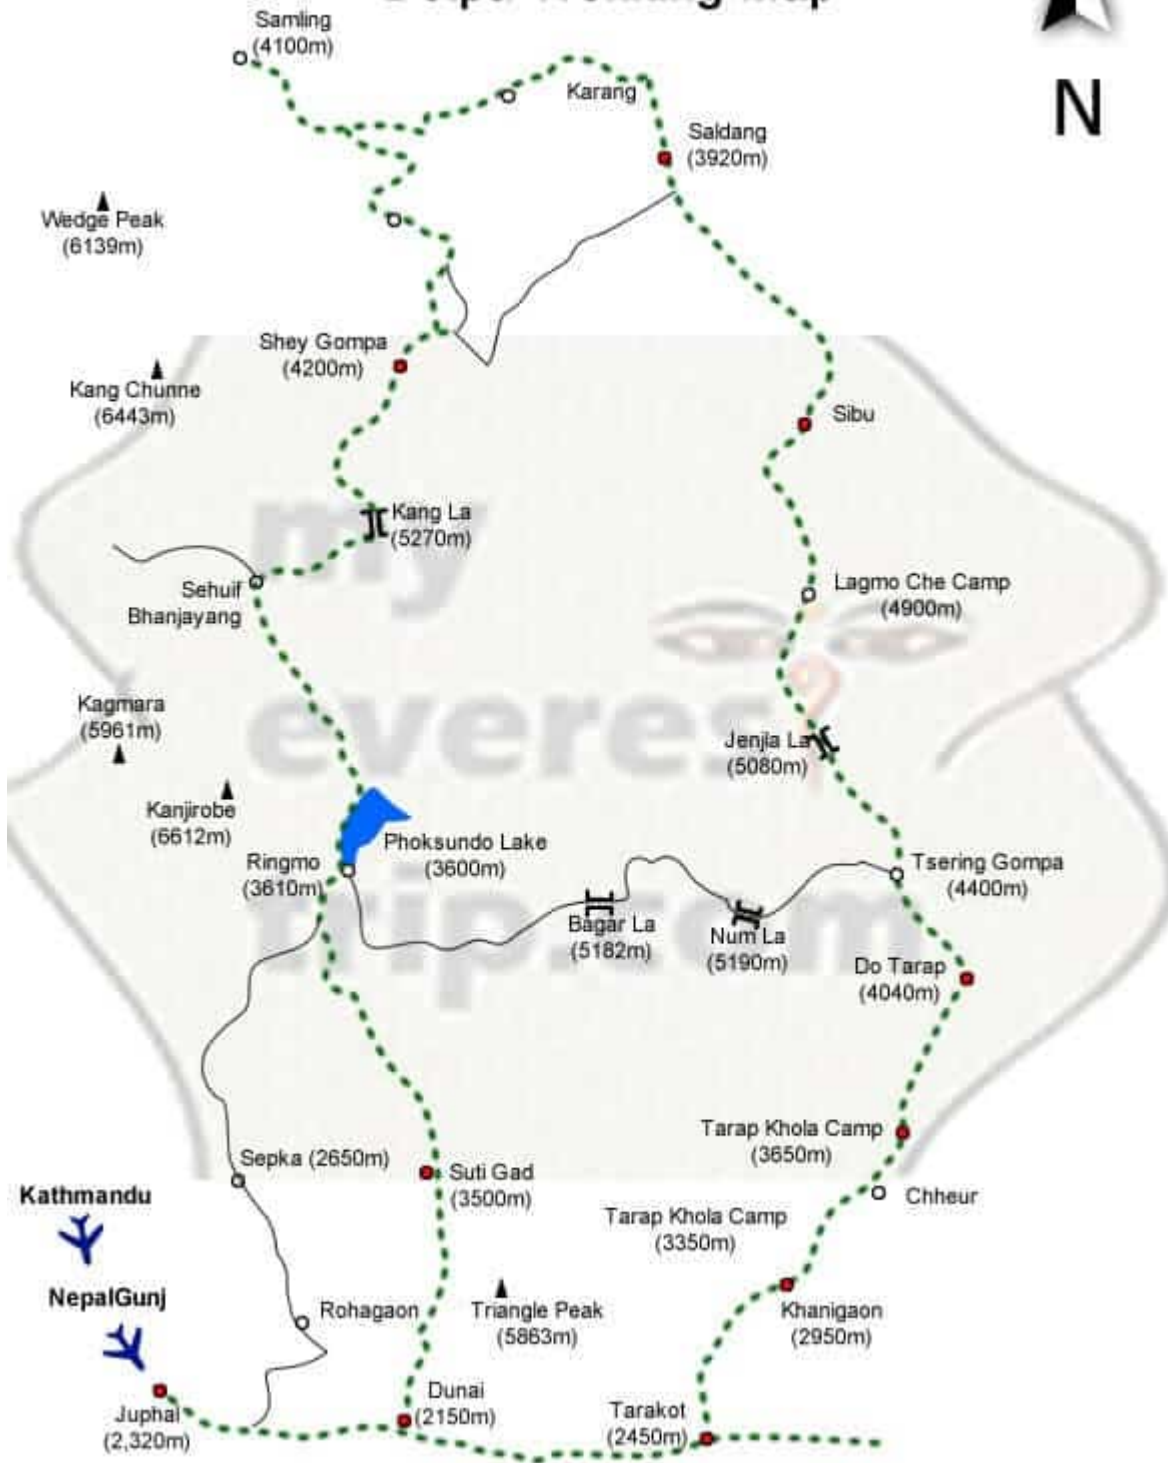 Dolpa Trekking Map
N
Samling
(4100m)
Karang
Saldang
(3920m)
Wedge Peak
(6139m)
Shey Gompa
(4200m)
Kang Chunne
(6443m)
Sibu
Kang La
(5270m)
Sehuif
Bhanjayang
Lagmo Che Camp
(4900m)
my
everest
trip.com
Kagmara
(5961m)
Jenjla La
(5080m)
Kanjirobe
(6612m)
Phoksundo Lake
(3600m)
Ringmo
(3610m)
Tsering Gompa
(4400m)
Bagar La
(5182m)
Num La
(5190m)
Do Tarap
(4040m)
Tarap Khola Camp
(3650m)
Sepka (2650m)
Suti Gad
(3500m)
Kathmandu
Chheur
Tarap Khola Camp
(3350m)
NepalGunj
Rohagaon
Triangle Peak
(5863m)
Khanigaon
(2950m)
Juphal
(2,320m)
Dunai
(2150m)
Tarakot
(2450m)